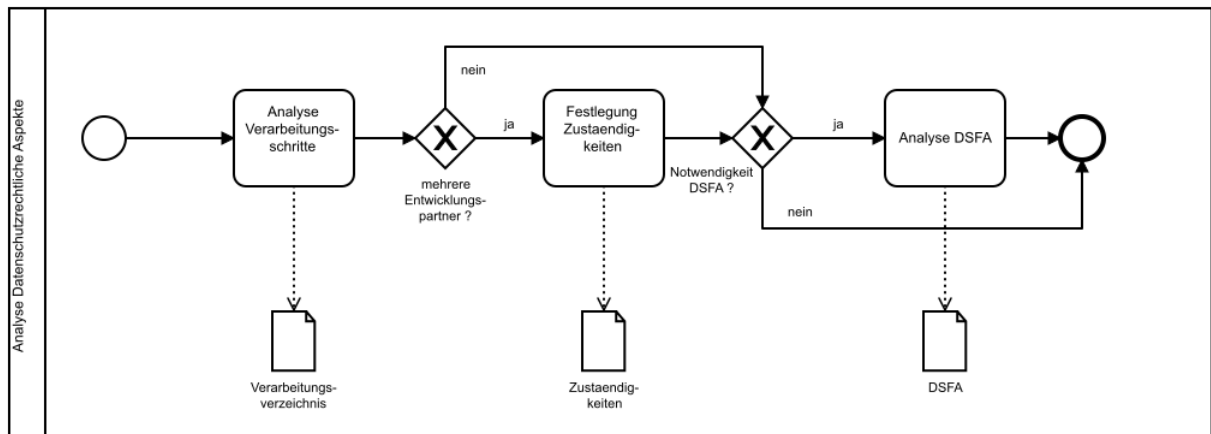 Analyse Datenschutzrechtliche Aspekte
nein
Analyse
Verarbeitungs-
schritte
ja
mehrere
Entwicklungs-
partner ?
Festlegung
Zustaendig-
keiten
Notwendigkeit
DSFA ?
ja
nein
Analyse DSFA
Verarbeitungs-
verzeichnis
Zustaendig-
keiten
DSFA